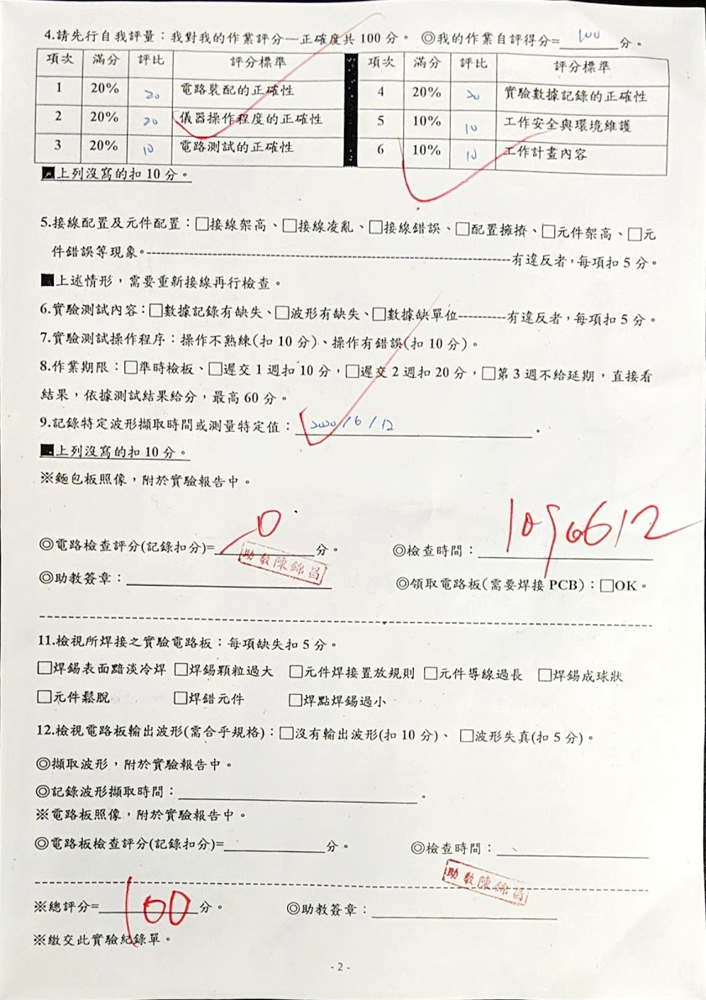 4.請先行自我評量：我對我的作業評分—正確度共 100 分。 ◎我的作業自評得分= 100 分。
項次 滿分 評比 評分標準 項次 滿分 評比 評分標準
1 20% 20 電路裝配的正確性 4 20% 20 實驗數據記錄的正確性
2 20% 20 儀器操作程度的正確性 5 10% 10 工作安全與環境維護
3 20% 10 電路測試的正確性 6 10% 10 工作計畫內容
■上列沒寫的扣 10 分。
5.接線配置及元件配置：□接線架高、□接線凌亂、□接線錯誤、□配置擁擠、□元件架高、□元
件錯誤等現象。------------------------------------------------------------有違反者，每項扣 5 分。
■上述情形，需要重新接線再行檢查。
6.實驗測試內容：□數據記錄有缺失、□波形有缺失、□數據缺單位----------有違反者，每項扣 5 分。
7.實驗測試操作程序：操作不熟練(扣 10 分)、操作有錯誤(扣 10 分)。
8.作業期限：□準時檢板、□遲交 1 週扣 10 分，□遲交 2 週扣 20 分，□第 3 週不給延期，直接看
結果，依據測試結果給分，最高 60 分。
9.記錄特定波形擷取時間或測量特定值：2020/6/12。
■上列沒寫的扣 10 分。
※麵包板照像，附於實驗報告中。
◎電路檢查評分(記錄扣分)= 0 分。 ◎檢查時間：1090612
助教陳錦昌
◎助教簽章： ◎領取電路板(需要焊接 PCB)：□OK。
11.檢視所焊接之實驗電路板：每項缺失扣 5 分。
□焊錫表面黯淡冷焊 □焊錫顆粒過大 □元件焊接置放規則 □元件導線過長 □焊錫成球狀
□元件鬆脫 □焊錯元件 □焊點焊錫過小
12.檢視電路板輸出波形(需合乎規格)：□沒有輸出波形(扣 10 分)、 □波形失真(扣 5 分)。
◎擷取波形，附於實驗報告中。
◎記錄波形擷取時間：。
※電路板照像，附於實驗報告中。
◎電路板檢查評分(記錄扣分)= 分。 ◎檢查時間：
助教陳錦昌
※總評分= 100 分。 ◎助教簽章：
※繳交此實驗紀錄單。
- 2 -